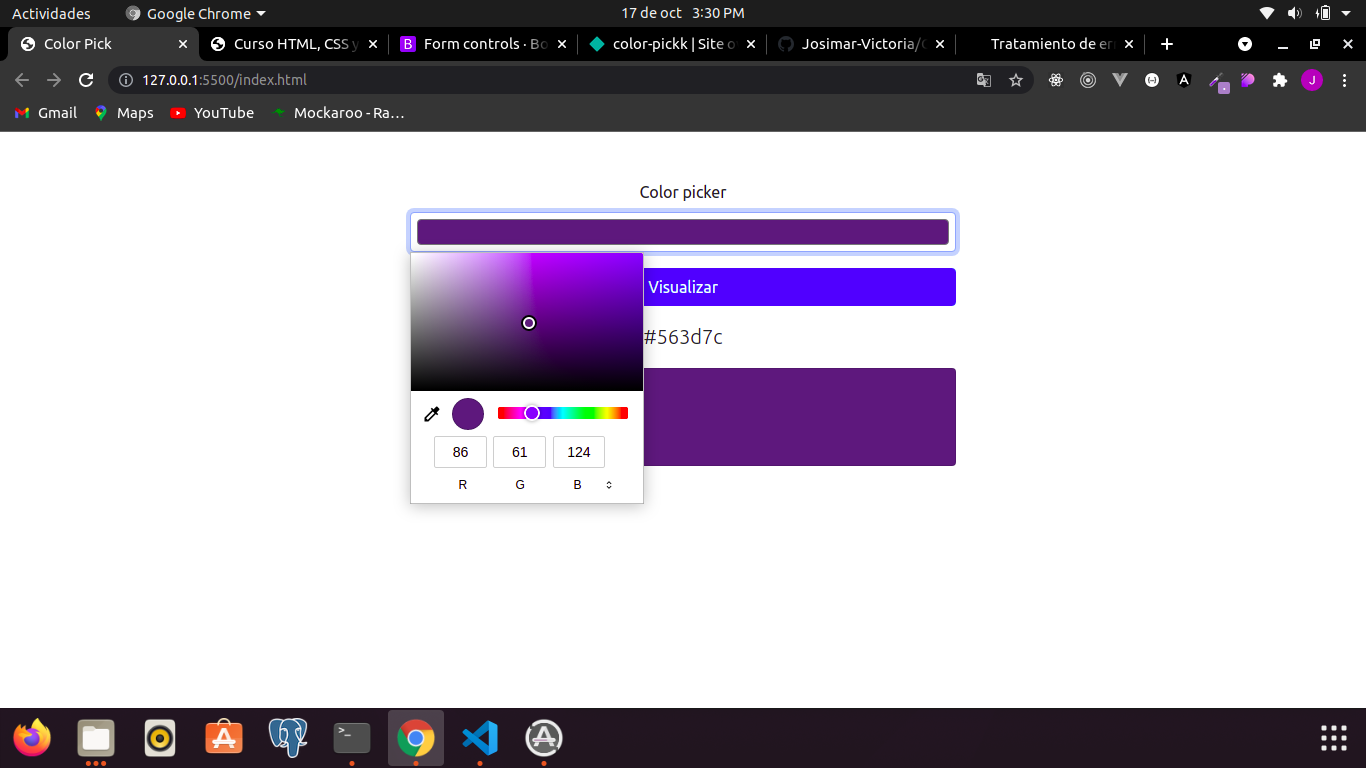 Actividades Google Chrome 17 de oct 3:30 PM
Color Pick Curso HTML, CSS y Form controls · Bo color-pickk | Site o Josimar-Victoria/ Tratamiento de er
127.0.0.1:5500/index.html J
Gmail Maps YouTube Mockaroo - Ra…
Color picker
Visualizar
#563d7c
86 61 124
R G B